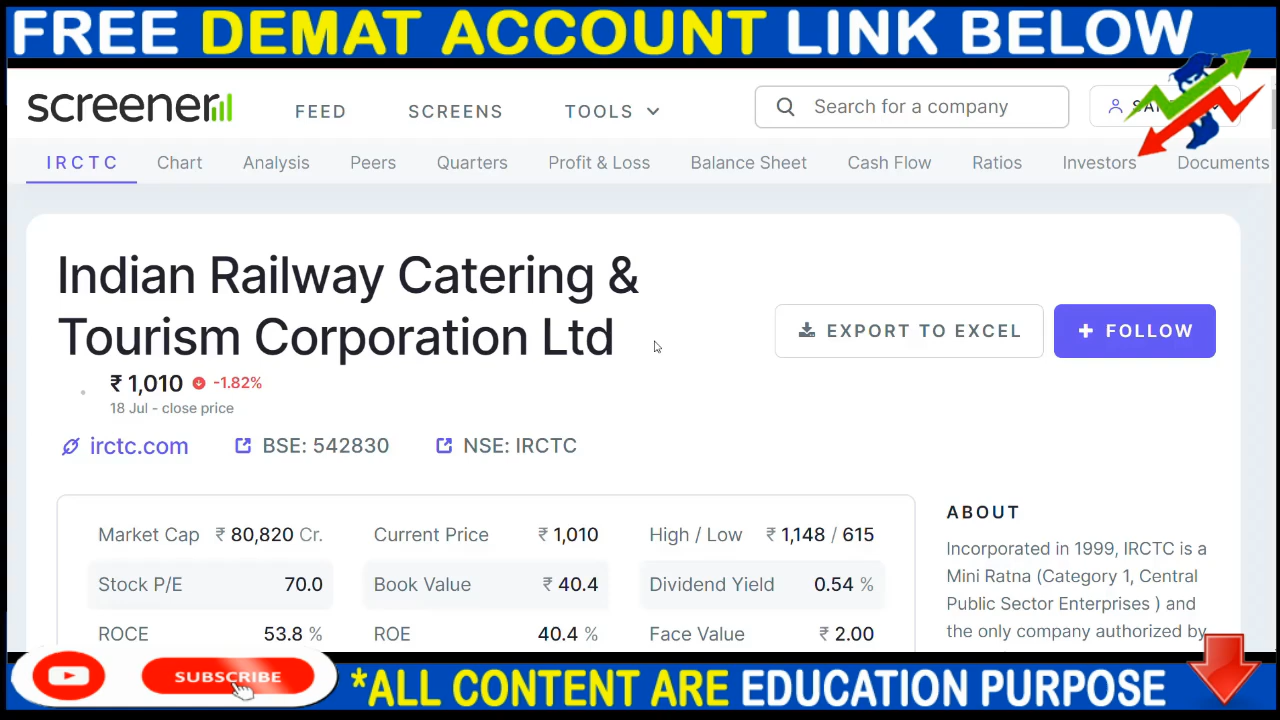 FREE DEMAT ACCOUNT LINK BELOW
screener
FEED SCREENS TOOLS
Search for a company
IRCTC Chart Analysis Peers Quarters Profit & Loss Balance Sheet Cash Flow Ratios Investors Documents
Indian Railway Catering &
Tourism Corporation Ltd
EXPORT TO EXCEL
+ FOLLOW
₹ 1,010 -1.82%
18 Jul - close price
irctc.com BSE: 542830 NSE: IRCTC
Market Cap ₹ 80,820 Cr. Current Price ₹ 1,010 High / Low ₹ 1,148 / 615
Stock P/E 70.0 Book Value ₹ 40.4 Dividend Yield 0.54 %
ROCE 53.8 % ROE 40.4 % Face Value ₹ 2.00
ABOUT
Incorporated in 1999, IRCTC is a
Mini Ratna (Category 1, Central
Public Sector Enterprises ) and
the only company authorized by
SUBSCRIBE
*ALL CONTENT ARE EDUCATION PURPOSE